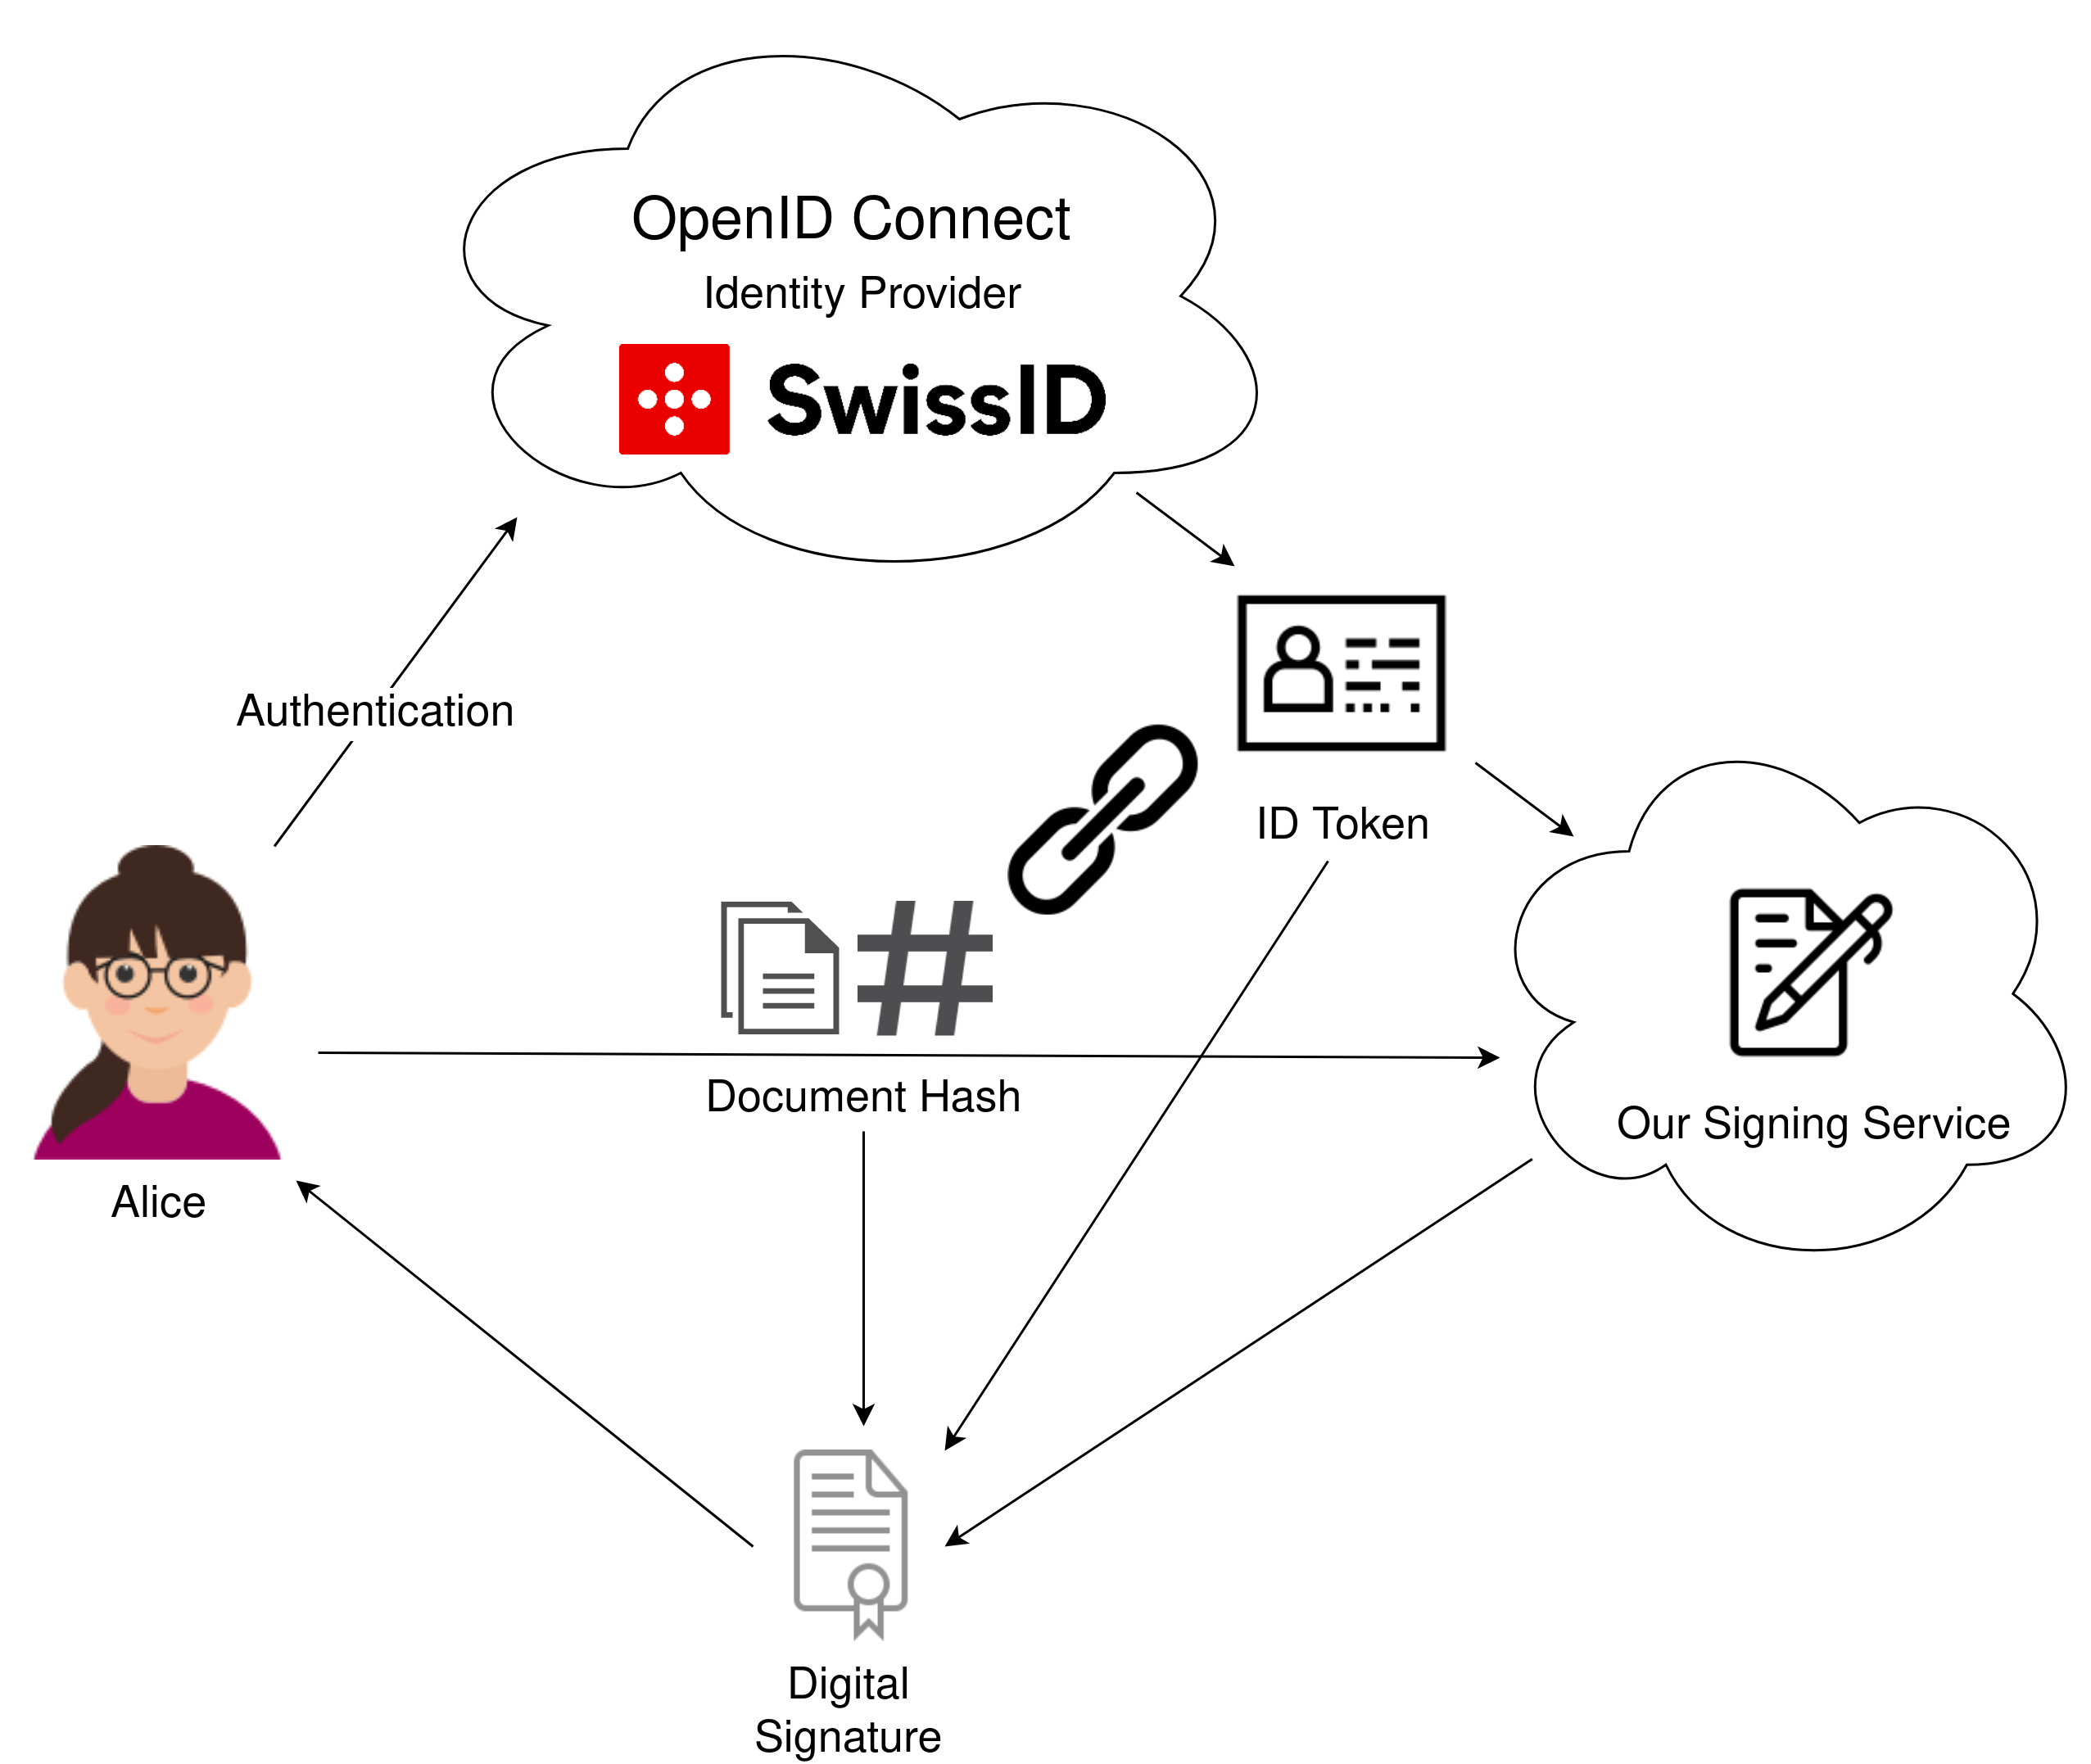 OpenID Connect
Identity Provider
SwissID
Authentication
ID Token
Document Hash
Our Signing Service
Alice
Digital
Signature